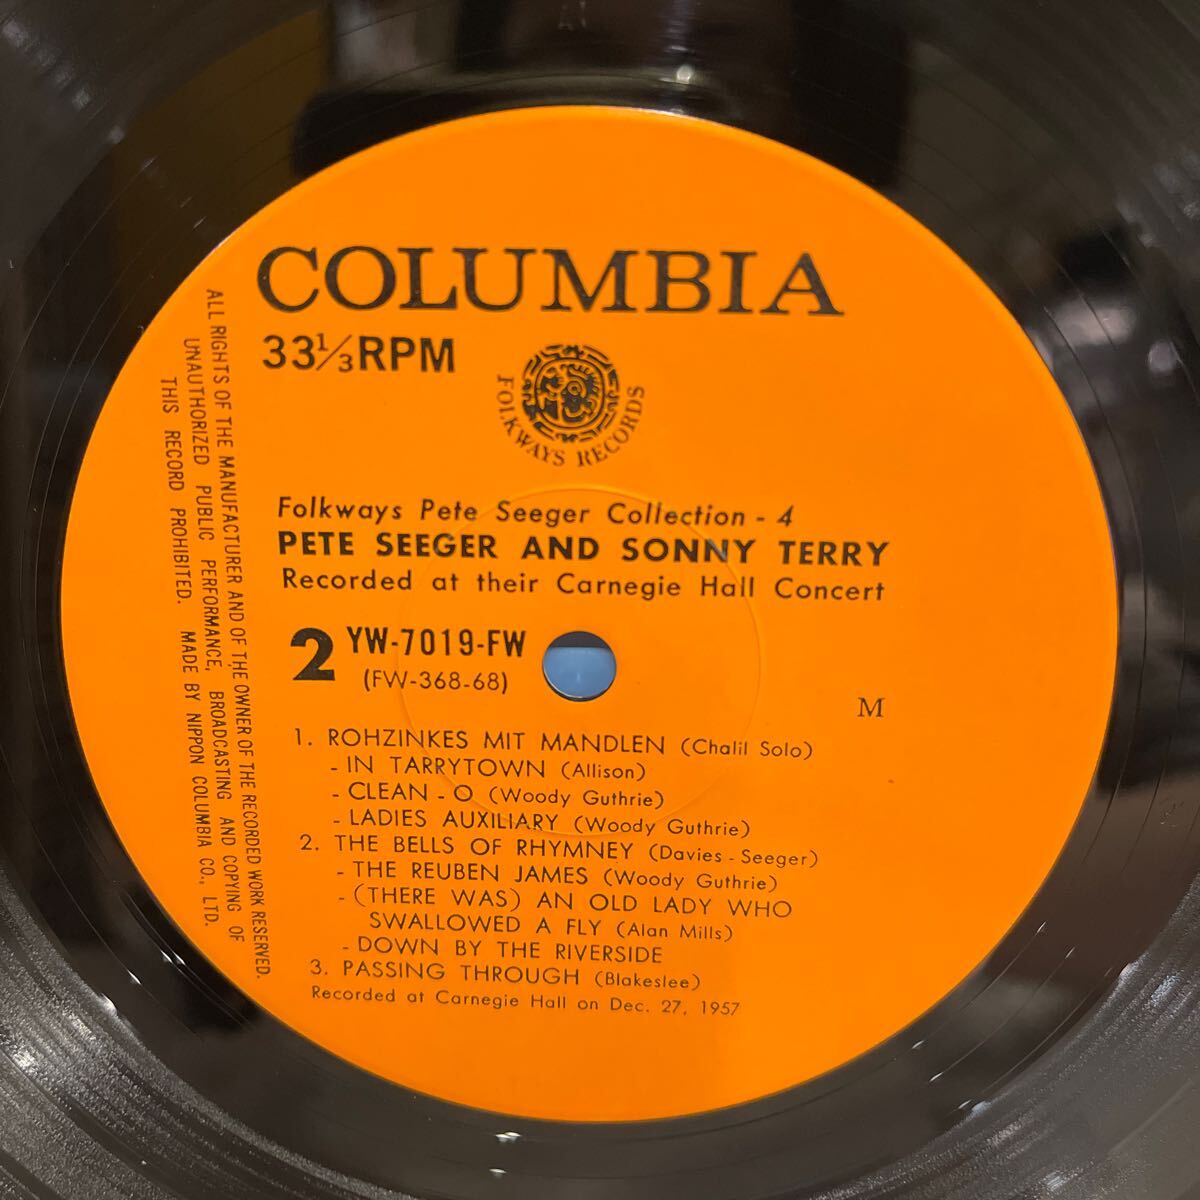 COLUMBIA
33 1/3 RPM
FOLKWAYS RECORDS
Folkways Pete Seeger Collection - 4
PETE SEEGER AND SONNY TERRY
Recorded at their Carnegie Hall Concert
2 YW-7019-FW
(FW-368-68)
M
1. ROHZINKES MIT MANDLEN (Chalil Solo)
- IN TARRYTOWN (Allison)
- CLEAN - O (Woody Guthrie)
- LADIES AUXILIARY (Woody Guthrie)
2. THE BELLS OF RHYMNEY (Davies - Seeger)
- THE REUBEN JAMES (Woody Guthrie)
- (THERE WAS) AN OLD LADY WHO
SWALLOWED A FLY (Alan Mills)
- DOWN BY THE RIVERSIDE
3. PASSING THROUGH (Blakeslee)
Recorded at Carnegie Hall on Dec. 27, 1957
ALL RIGHTS OF THE MANUFACTURER AND OF THE OWNER OF THE RECORDED WORK RESERVED.
UNAUTHORIZED PUBLIC PERFORMANCE, BROADCASTING AND COPYING OF
THIS RECORD PROHIBITED. MADE BY NIPPON COLUMBIA CO., LTD.